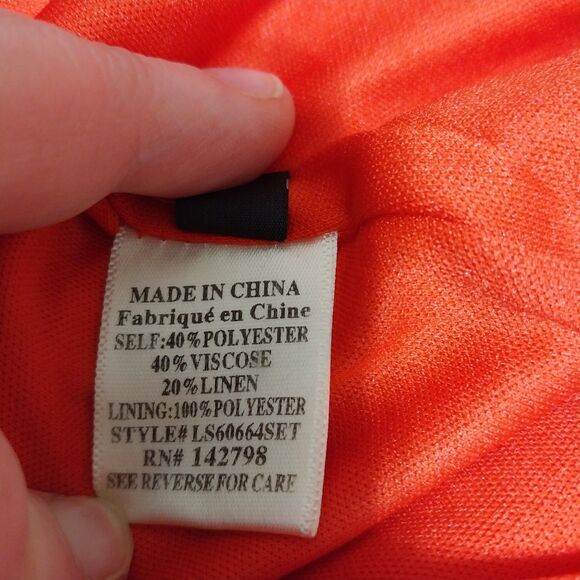 MADE IN CHINA
Fabriqué en Chine
SELF:40%POLYESTER
40%VISCOSE
20%LINEN
LINING:100%POLYESTER
STYLE# LS60664SET
RN# 142798
SEE REVERSE FOR CARE